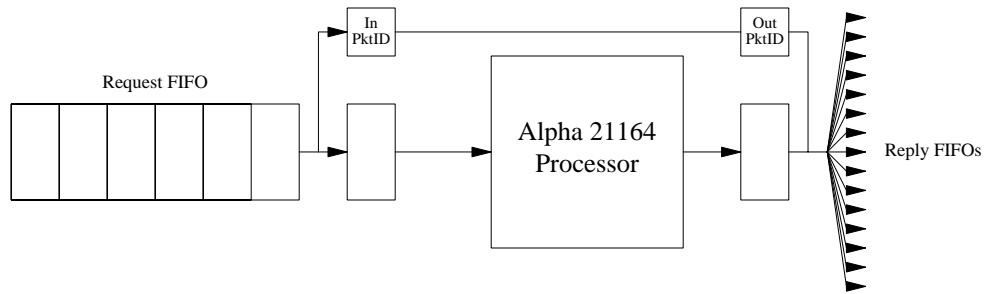 In
PktID
Out
PktID
Request FIFO
Alpha 21164
Processor
Reply FIFOs